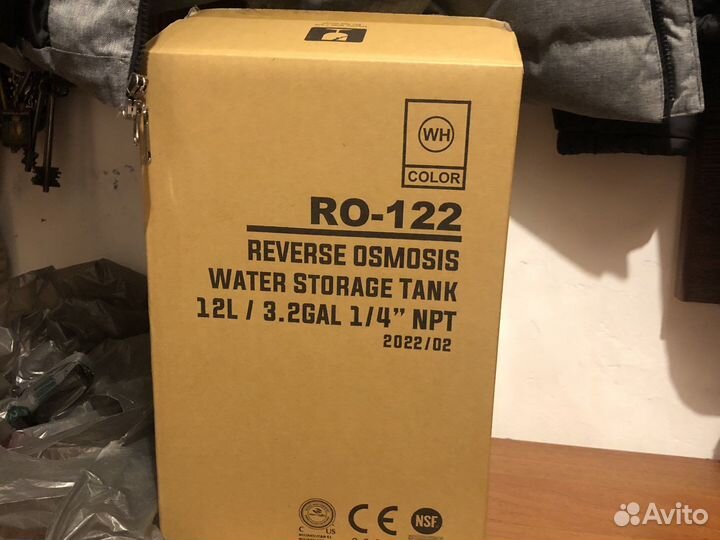 WH
COLOR
RO-122
REVERSE OSMOSIS
WATER STORAGE TANK
12L / 3.2GAL 1/4” NPT
2022/02
C US
CE
NSF
Avito